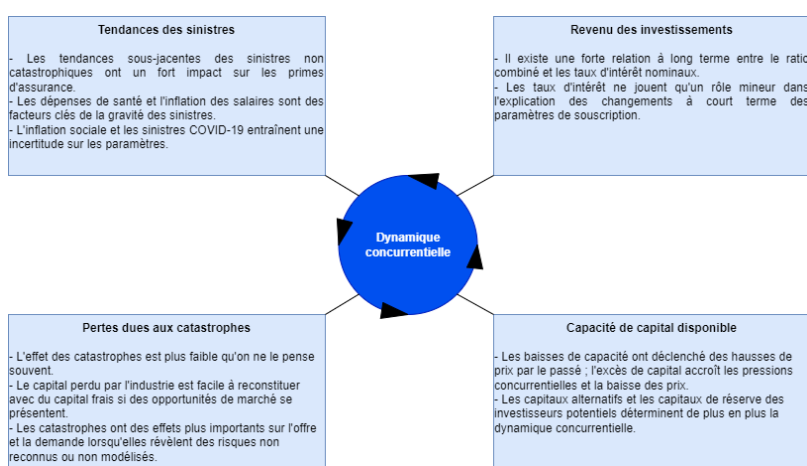 Tendances des sinistres
- Les tendances sous-jacentes des sinistres non
catastrophiques ont un fort impact sur les primes
d'assurance.
- Les dépenses de santé et l'inflation des salaires sont des
facteurs clés de la gravité des sinistres.
- L'inflation sociale et les sinistres COVID-19 entraînent une
incertitude sur les paramètres.
Revenu des investissements
- Il existe une forte relation à long terme entre le ratio
combiné et les taux d'intérêt nominaux.
- Les taux d'intérêt ne jouent qu'un rôle mineur dans
l'explication des changements à court terme des
paramètres de souscription.
Dynamique
concurrentielle
Pertes dues aux catastrophes
- L'effet des catastrophes est plus faible qu'on ne le pense
souvent.
- Le capital perdu par l'industrie est facile à reconstituer
avec du capital frais si des opportunités de marché se
présentent.
- Les catastrophes ont des effets plus importants sur l'offre
et la demande lorsqu'elles révèlent des risques non
reconnus ou non modélisés.
Capacité de capital disponible
- Les baisses de capacité ont déclenché des hausses de
prix par le passé ; l'excès de capital accroît les pressions
concurrentielles et la baisse des prix.
- Les capitaux alternatifs et les capitaux de réserve des
investisseurs potentiels déterminent de plus en plus la
dynamique concurrentielle.